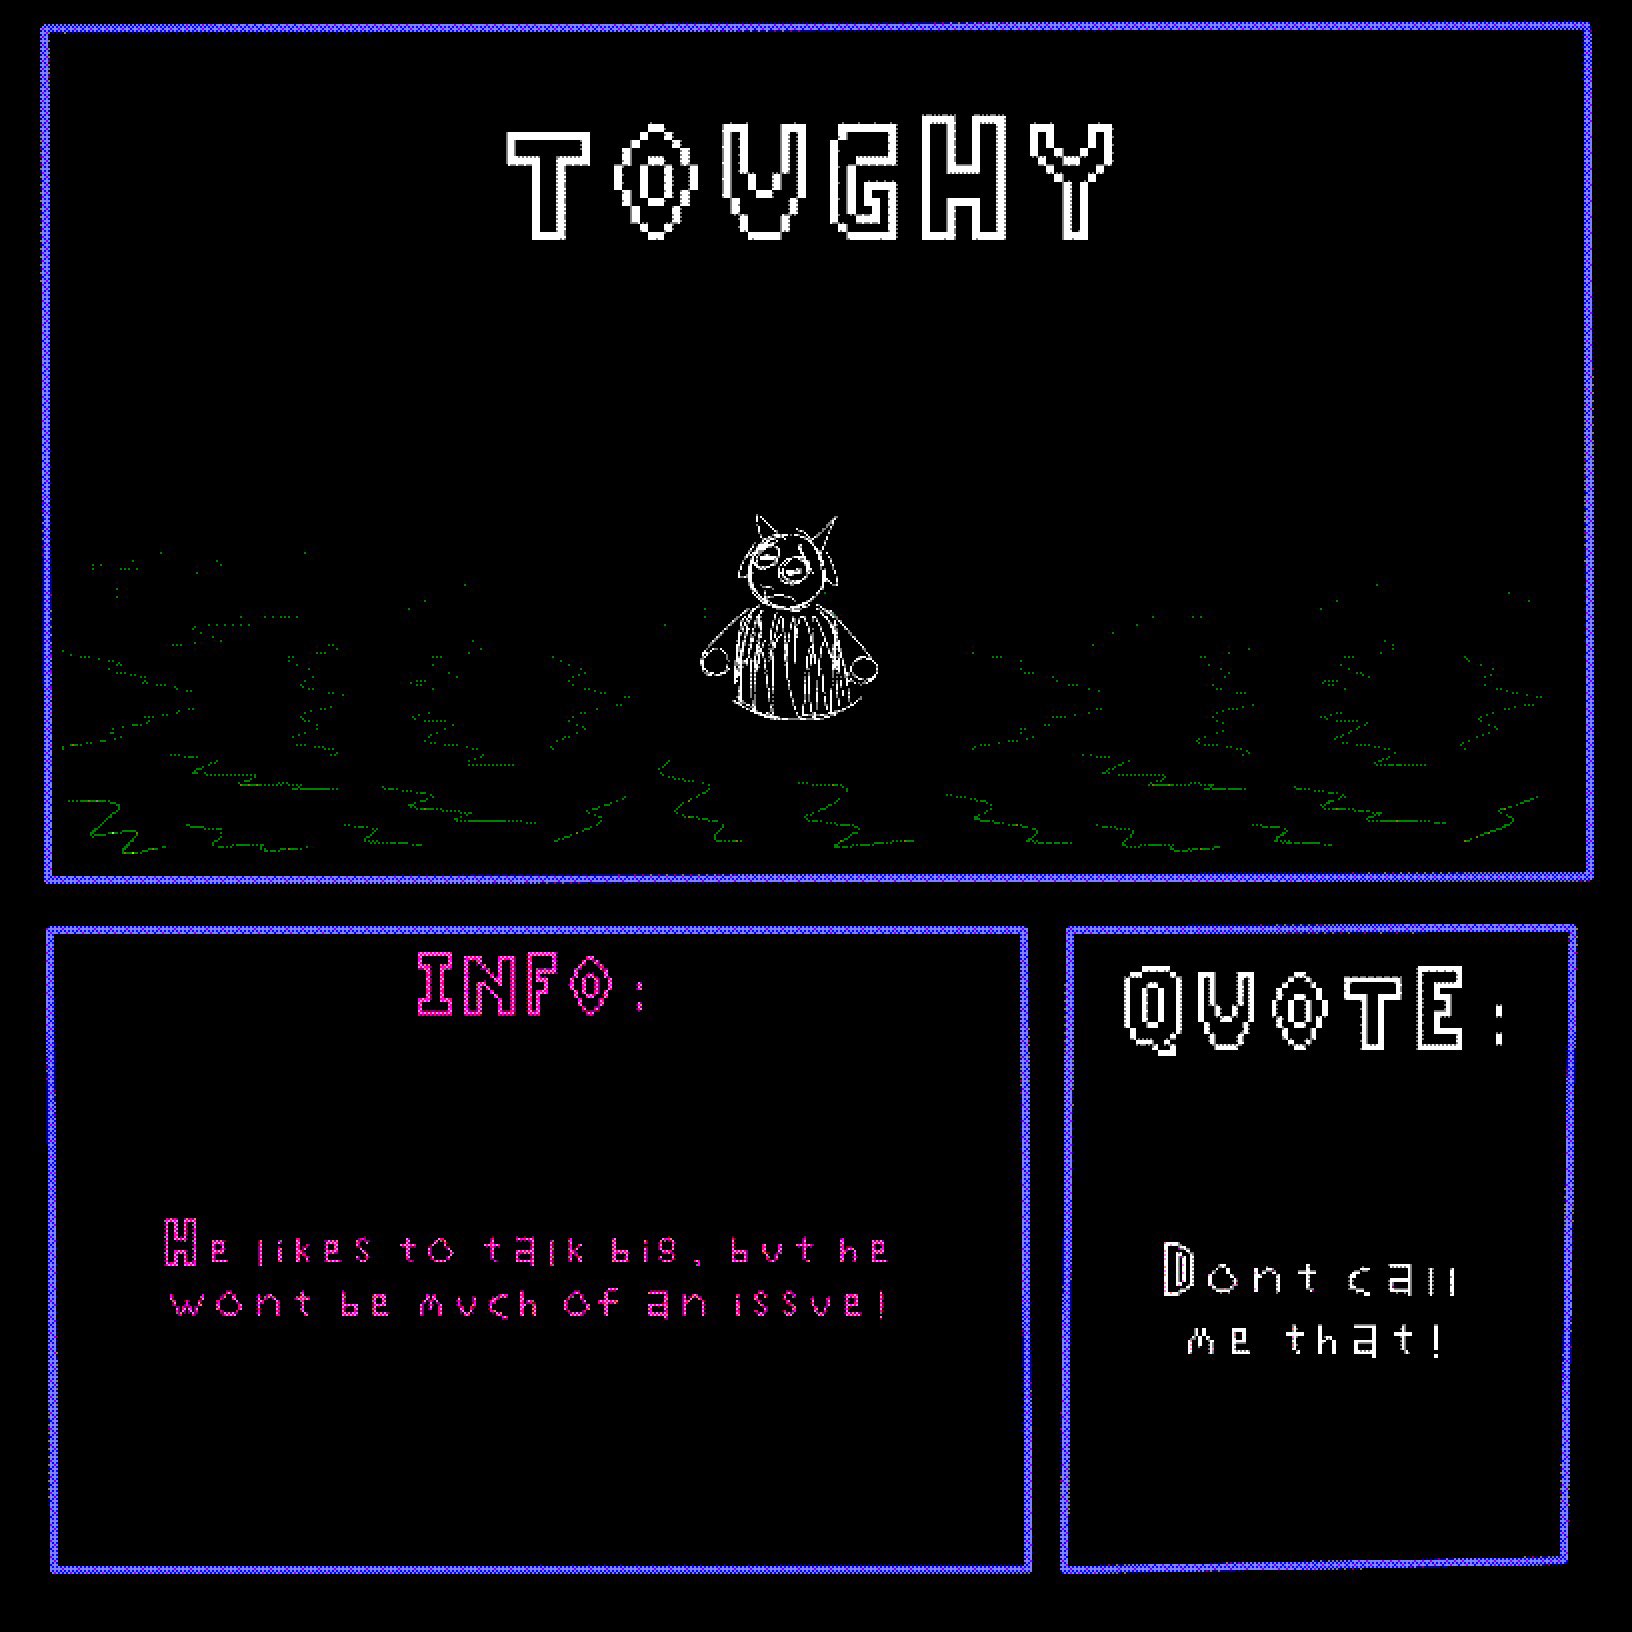 TOUGHY
INFO:
He likes to talk big, but he
wont be much of an issue!
QUOTE:
Dont call
me that!